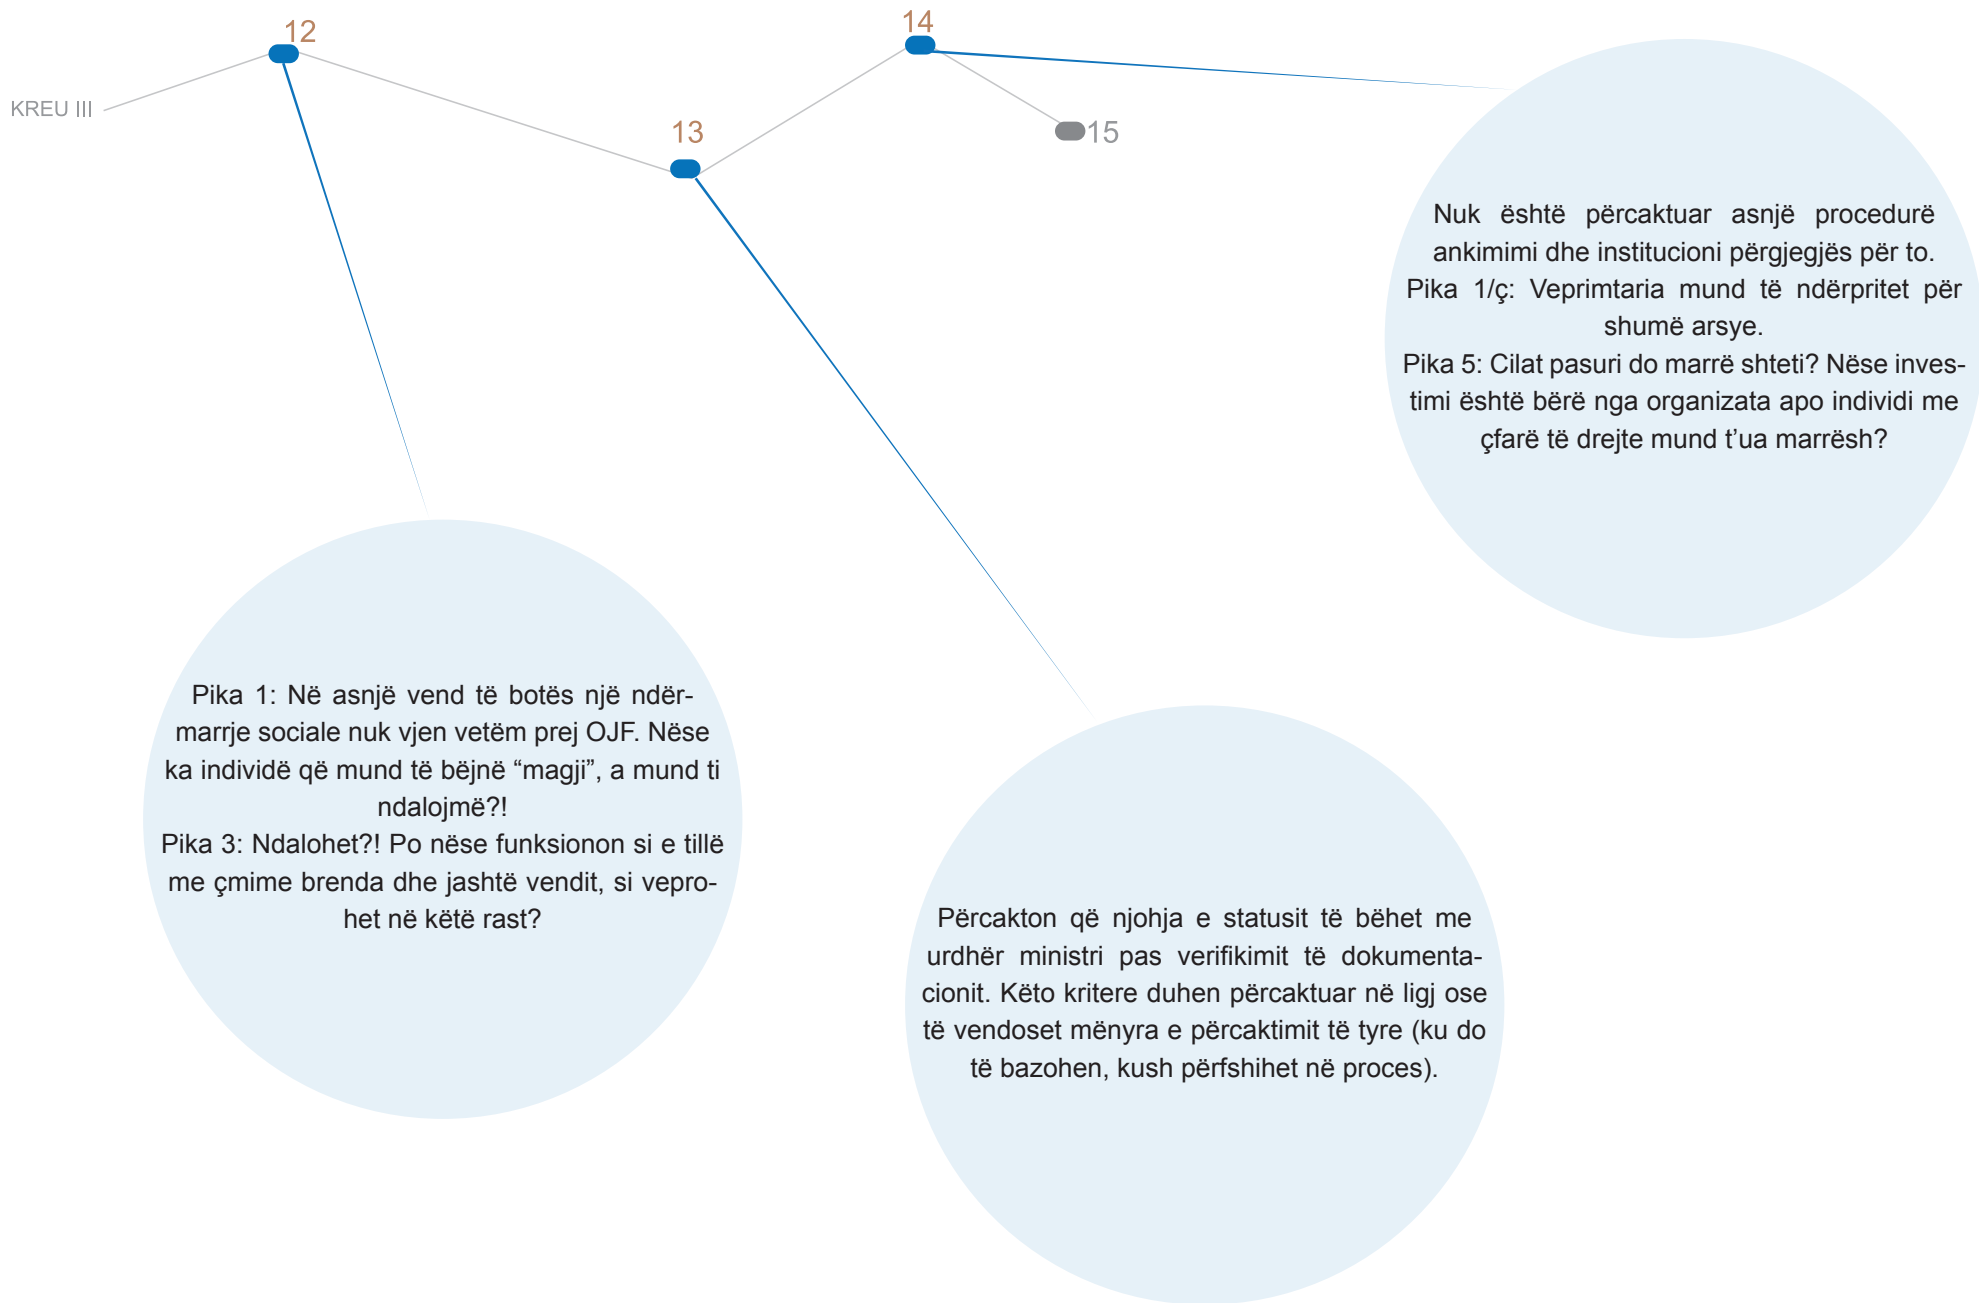 KREU III
12
13
14
15
Nuk është përcaktuar asnjë procedurë
ankimimi dhe institucioni përgjegjës për to.
Pika 1/ç: Veprimtaria mund të ndërpritet për
shumë arsye.
Pika 5: Cilat pasuri do marrë shteti? Nëse inves-
timi është bërë nga organizata apo individi me
çfarë të drejte mund t’ua marrësh?
Pika 1: Në asnjë vend të botës një ndër-
marrje sociale nuk vjen vetëm prej OJF. Nëse
ka individë që mund të bëjnë “magji”, a mund ti
ndalojmë?!
Pika 3: Ndalohet?! Po nëse funksionon si e tillë
me çmime brenda dhe jashtë vendit, si vepro-
het në këtë rast?
Përcakton që njohja e statusit të bëhet me
urdhër ministri pas verifikimit të dokumenta-
cionit. Këto kritere duhen përcaktuar në ligj ose
të vendoset mënyra e përcaktimit të tyre (ku do
të bazohen, kush përfshihet në proces).